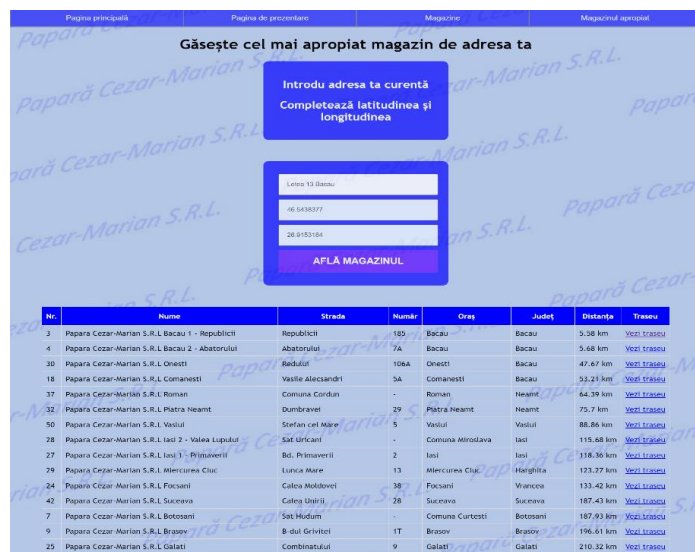 Pagina principală Pagina de prezentare Magazine Magazinul apropiat
Găsește cel mai apropiat magazin de adresa ta
Introdu adresa ta curentă
Completează latitudinea și
longitudinea
Letea 13 Bacau
46.5438377
26.9153164
AFLĂ MAGAZINUL
Nr. Nume Strada Număr Oraș Județ Distanța Traseu
3 Papara Cezar-Marian S.R.L Bacau 1 - Republicii Republicii 185 Bacau Bacau 5.58 km Vezi traseu
4 Papara Cezar-Marian S.R.L Bacau 2 - Abatorului Abatorului 7A Bacau Bacau 5.68 km Vezi traseu
30 Papara Cezar-Marian S.R.L Onesti Redului 106A Onesti Bacau 47.67 km Vezi traseu
18 Papara Cezar-Marian S.R.L Comanesti Vasile Alecsandri 5A Comanesti Bacau 53.21 km Vezi traseu
37 Papara Cezar-Marian S.R.L Roman Comuna Cordun - Roman Neamt 64.39 km Vezi traseu
32 Papara Cezar-Marian S.R.L Piatra Neamt Dumbravei 29 Piatra Neamt Neamt 75.7 km Vezi traseu
50 Papara Cezar-Marian S.R.L Vaslui Stefan cel Mare 5 Vaslui Vaslui 88.86 km Vezi traseu
28 Papara Cezar-Marian S.R.L Iasi 2 - Valea Lupului Sat Uricani - Comuna Miroslava Iasi 115.68 km Vezi traseu
27 Papara Cezar-Marian S.R.L Iasi 1 - Primaverii Bd. Primaverii 2 Iasi Iasi 118.36 km Vezi traseu
29 Papara Cezar-Marian S.R.L Miercurea Ciuc Lunca Mare 13 Miercurea Ciuc Harghita 123.27 km Vezi traseu
24 Papara Cezar-Marian S.R.L Focsani Calea Moldovei 38 Focsani Vrancea 133.42 km Vezi traseu
42 Papara Cezar-Marian S.R.L Suceava Calea Unirii 28 Suceava Suceava 187.43 km Vezi traseu
7 Papara Cezar-Marian S.R.L Botosani Sat Hudum - Comuna Curtesti Botosani 187.93 km Vezi traseu
9 Papara Cezar-Marian S.R.L Brasov B-dul Grivitei 1T Brasov Brasov 196.61 km Vezi traseu
25 Papara Cezar-Marian S.R.L Galati Combinatului 9 Galati Galati 210.32 km Vezi traseu